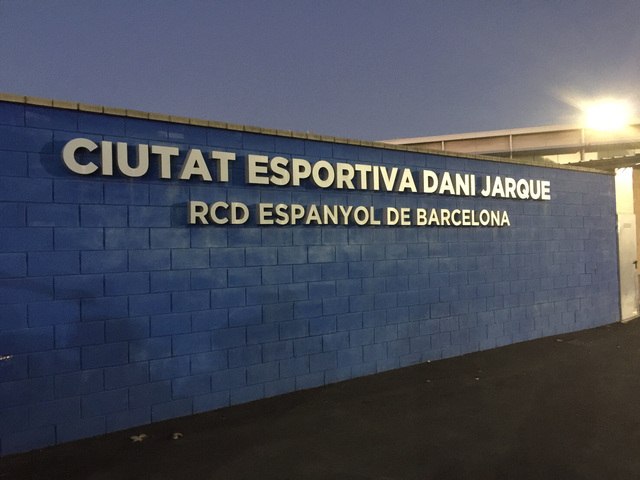 CIUTAT ESPORTIVA DANI JARQUE
RCD ESPANYOL DE BARCELONA